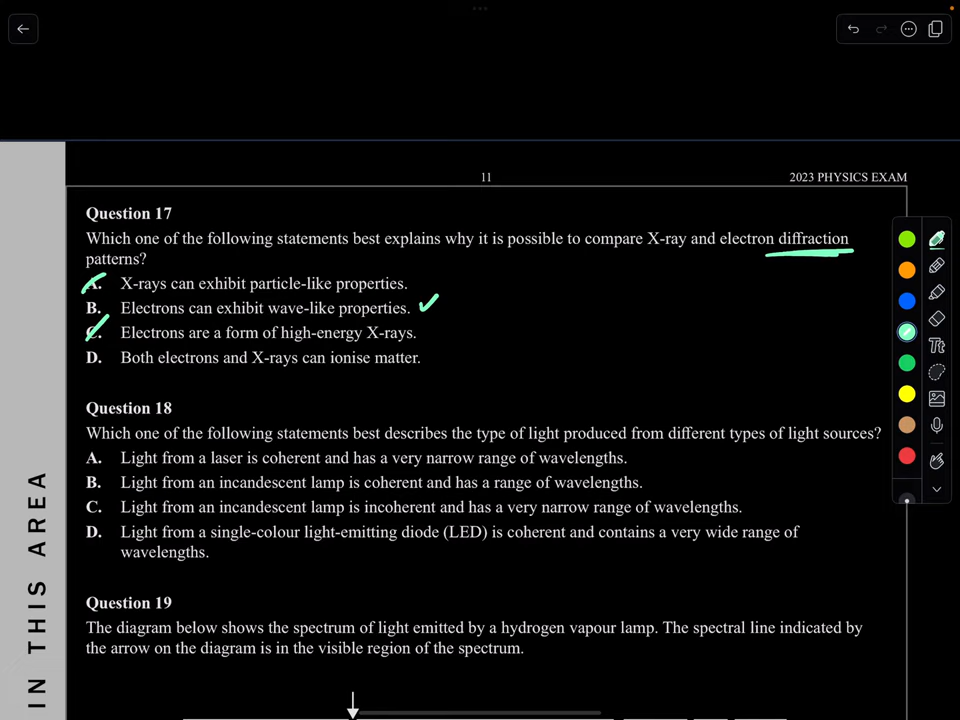 11
2023 PHYSICS EXAM
Question 17
Which one of the following statements best explains why it is possible to compare X-ray and electron diffraction
patterns?
A. X-rays can exhibit particle-like properties.
B. Electrons can exhibit wave-like properties.
C. Electrons are a form of high-energy X-rays.
D. Both electrons and X-rays can ionise matter.
Question 18
Which one of the following statements best describes the type of light produced from different types of light sources?
A. Light from a laser is coherent and has a very narrow range of wavelengths.
B. Light from an incandescent lamp is coherent and has a range of wavelengths.
C. Light from an incandescent lamp is incoherent and has a very narrow range of wavelengths.
D. Light from a single-colour light-emitting diode (LED) is coherent and contains a very wide range of
wavelengths.
Question 19
The diagram below shows the spectrum of light emitted by a hydrogen vapour lamp. The spectral line indicated by
the arrow on the diagram is in the visible region of the spectrum.
IN THIS AREA
Tt